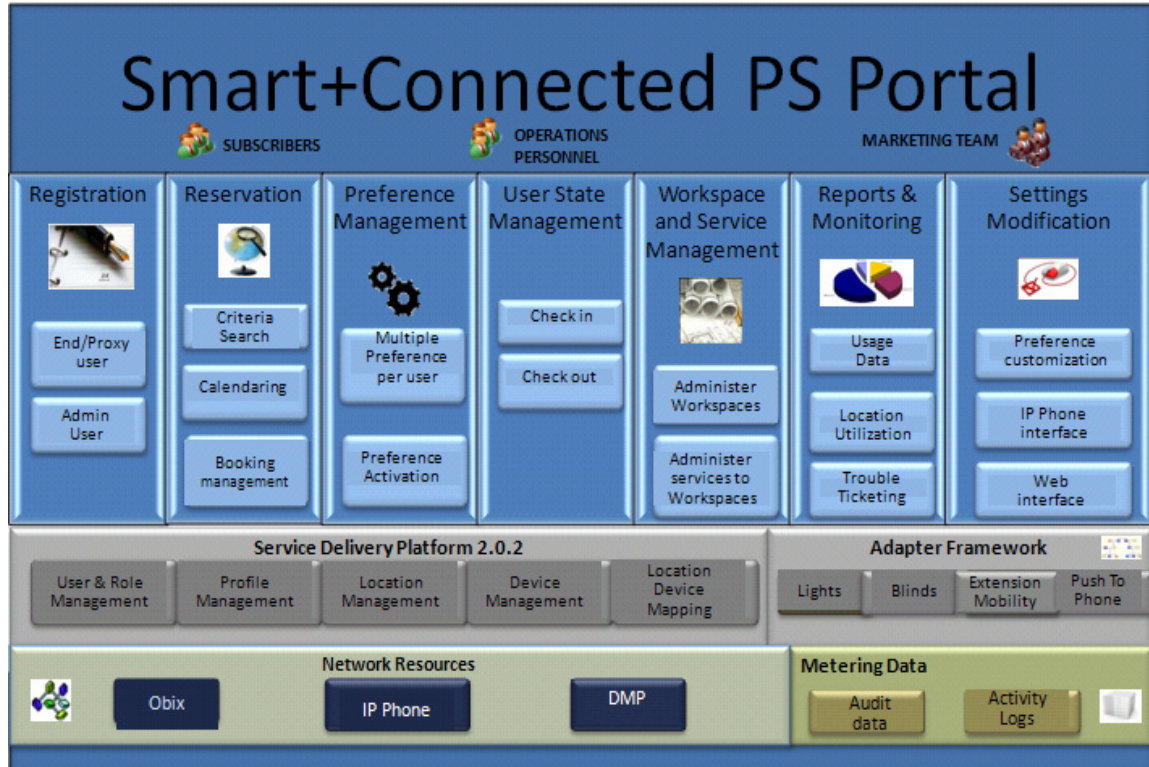 Smart+Connected PS Portal
SUBSCRIBERS
OPERATIONS
PERSONNEL
MARKETING TEAM
Registration
End/Proxy
user
Admin
User
Reservation
Criteria
Search
Calendaring
Booking
management
Preference
Management
Multiple
Preference
per user
Preference
Activation
User State
Management
Check in
Check out
Workspace
and Service
Management
Administer
Workspaces
Administer
services to
Workspaces
Reports &
Monitoring
Usage
Data
Location
Utilization
Trouble
Ticketing
Settings
Modification
Preference
customization
IP Phone
interface
Web
interface
Service Delivery Platform 2.0.2
User & Role
Management
Profile
Management
Location
Management
Device
Management
Location
Device
Mapping
Adapter Framework
Lights
Blinds
Extension
Mobility
Push To
Phone
Network Resources
Obix
IP Phone
DMP
Metering Data
Audit
data
Activity
Logs